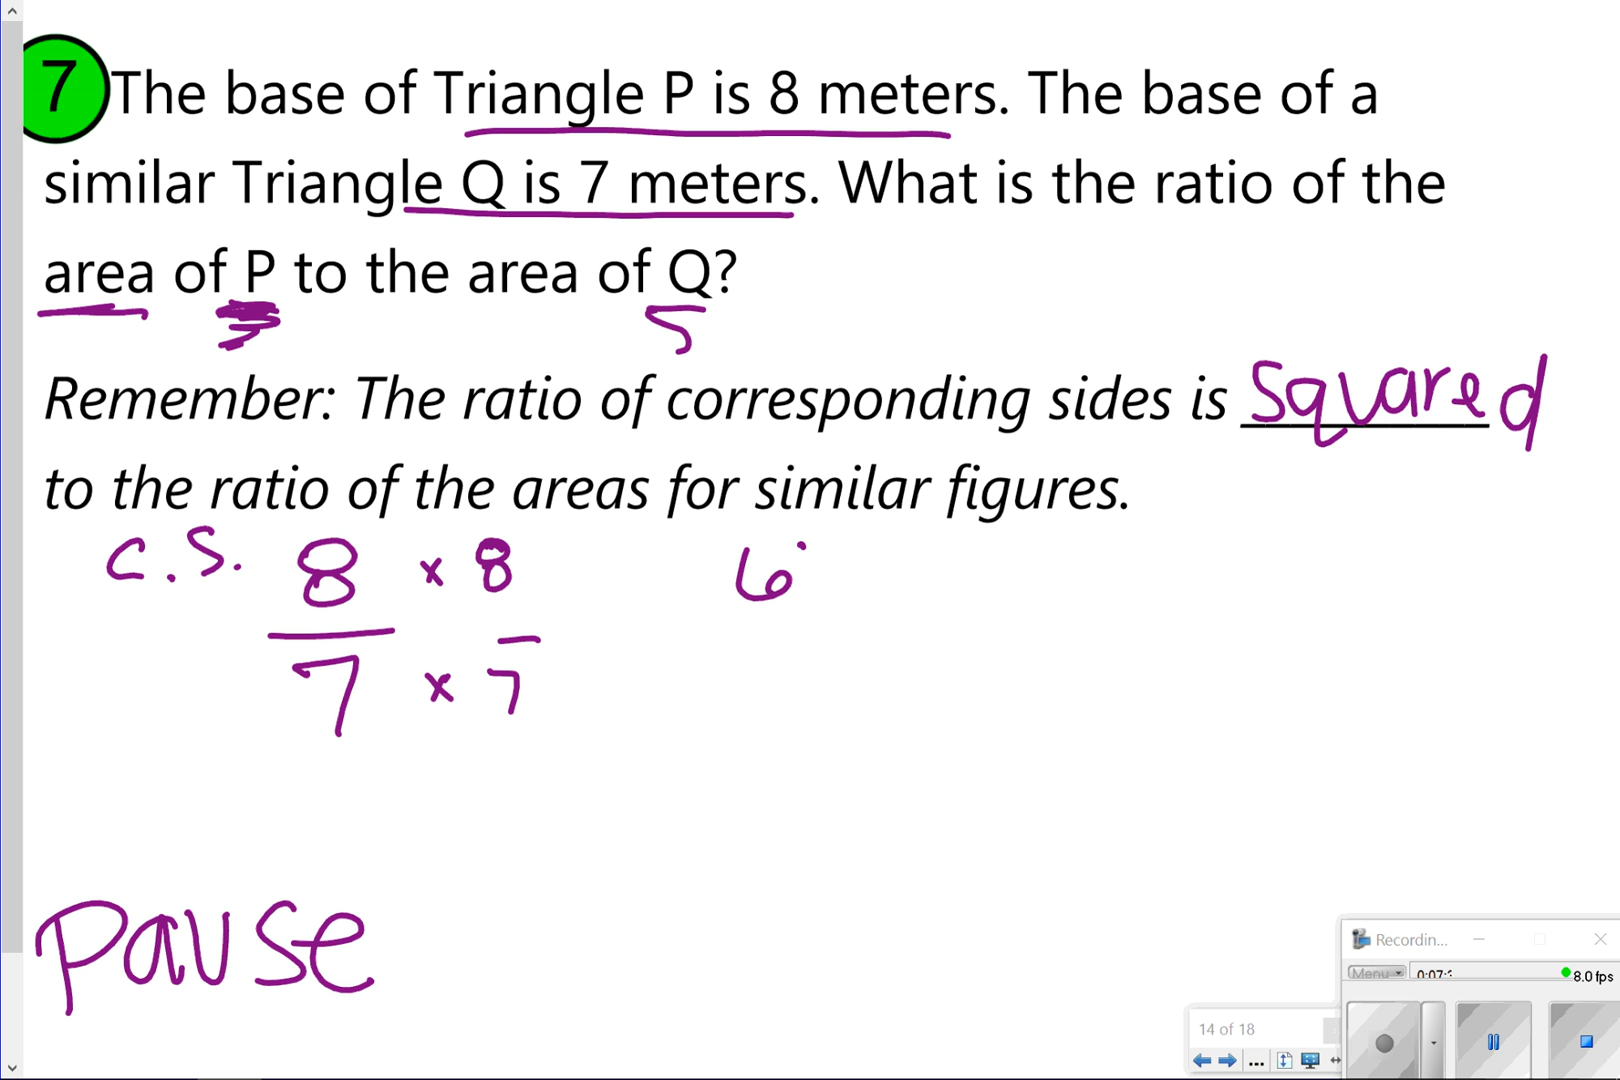 7 The base of Triangle P is 8 meters. The base of a
similar Triangle Q is 7 meters. What is the ratio of the
area of P to the area of Q?
Remember: The ratio of corresponding sides is squared
to the ratio of the areas for similar figures.
C.S. 8 x 8 6
7 x 7
Pause
Recordin...
Menu
8.0 fps
14 of 18
...